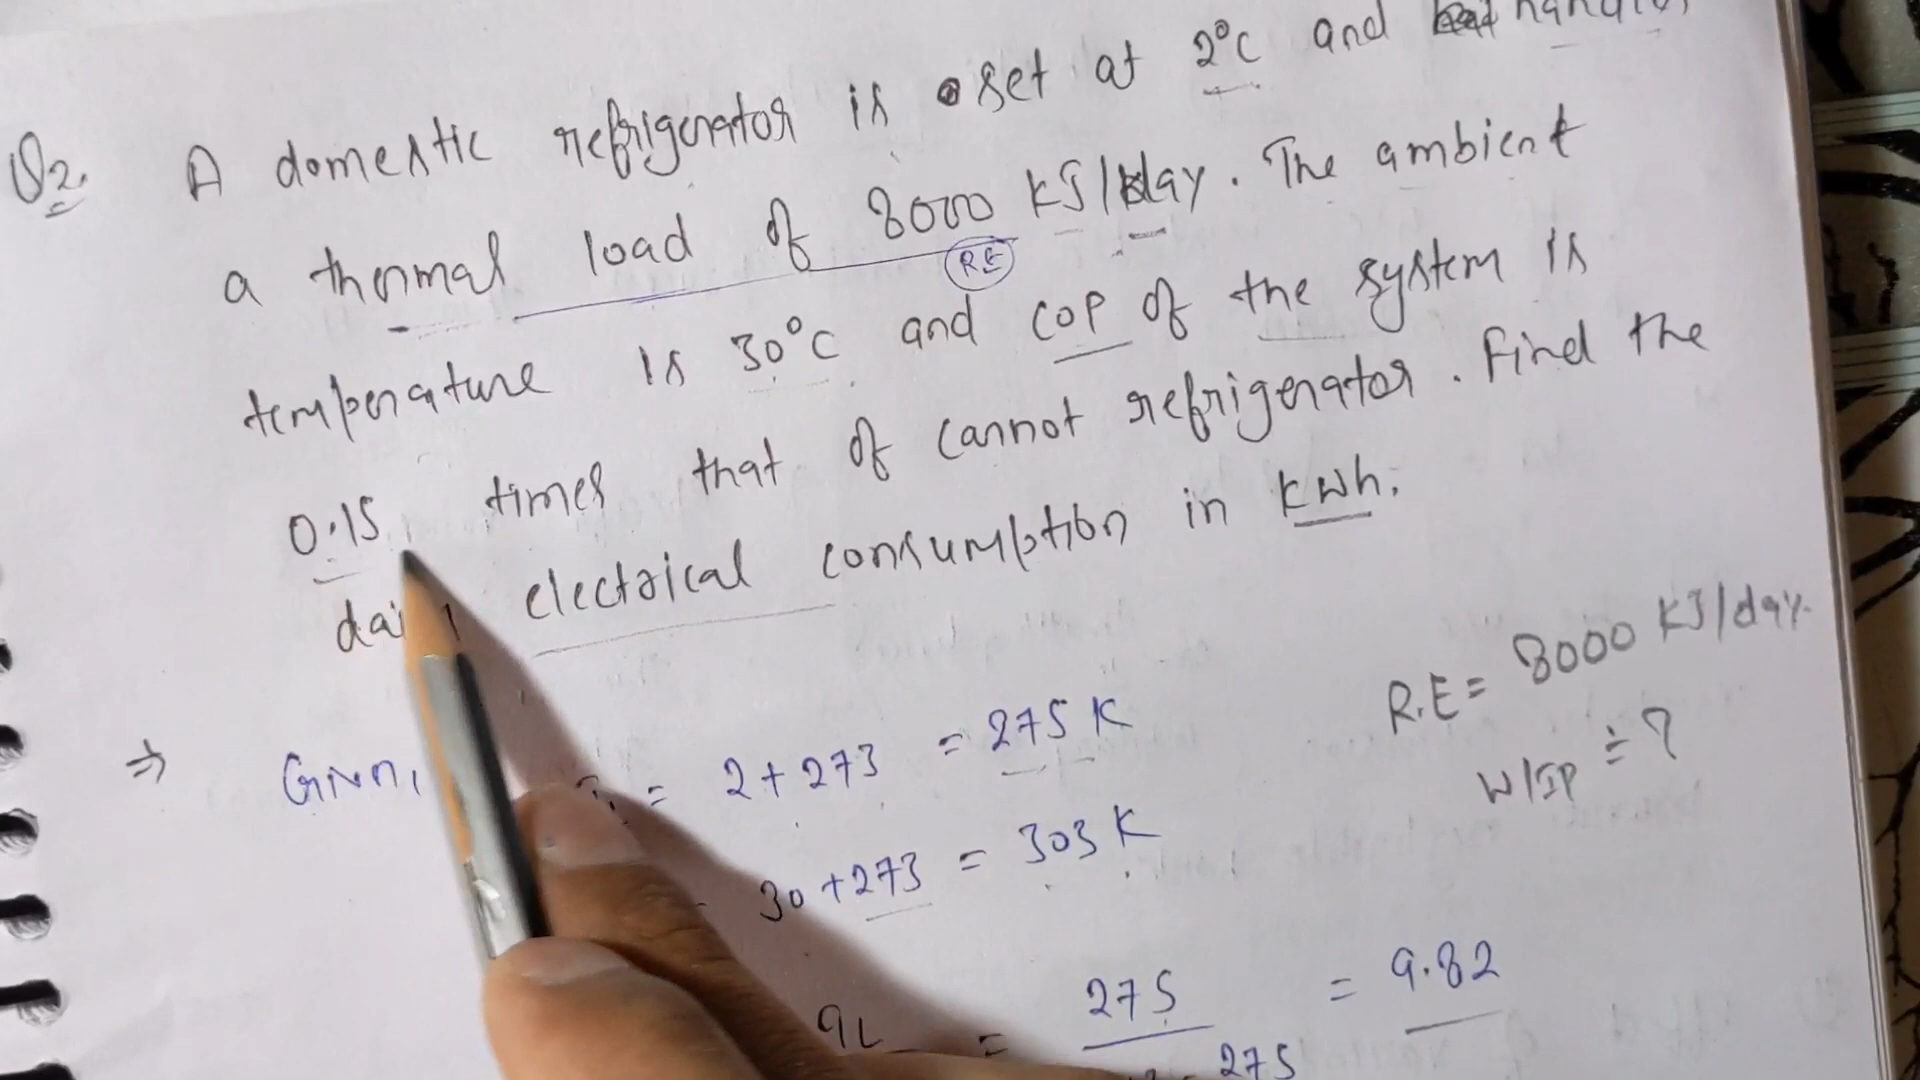 Q2. A domestic refrigerator is set at 2°C and handles
a thermal load of 8000 KJ/day. The ambient
RE
temperature is 30°C and COP of the system is
0.15 times that of cannot refrigerator. Find the
electrical consumption in kWh.
R.E = 8000 KJ/day.
W/IP = ?
⇒ Given, = 2+273 = 275 K
30+273 = 303 K
= 275 = 9.82
275